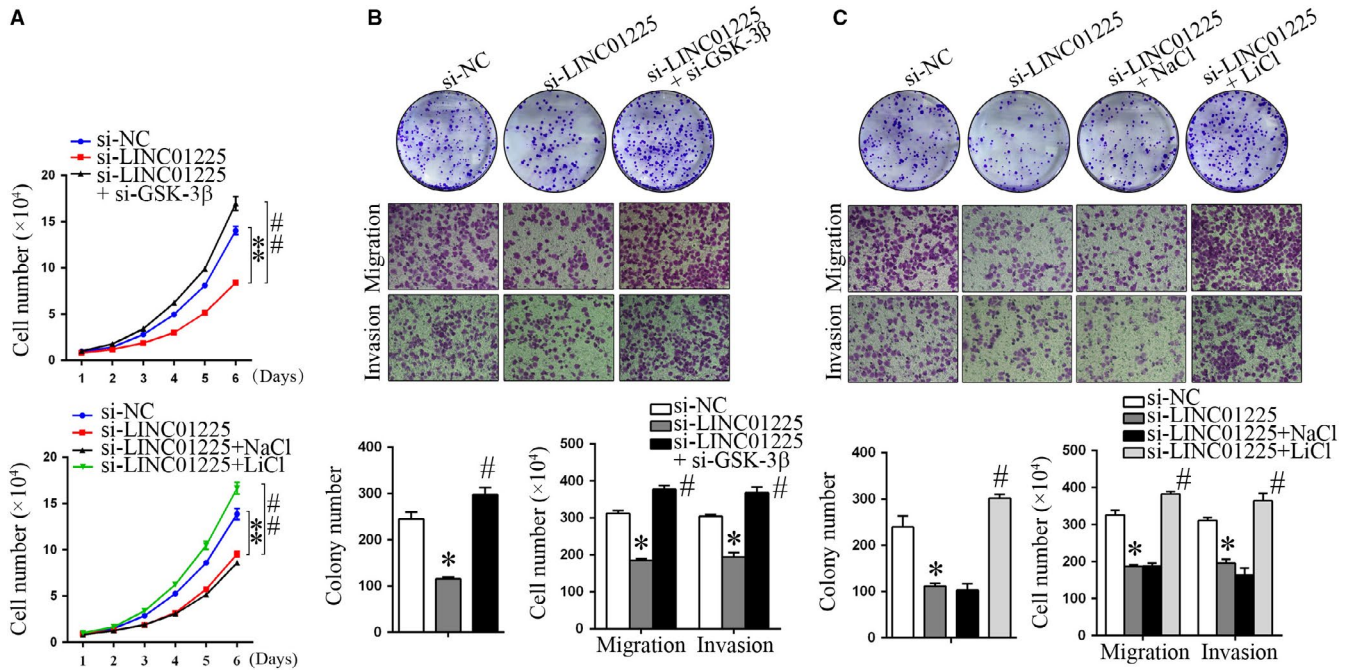 A
si-NC
si-LINC01225
si-LINC01225
+ si-GSK-3β
Cell number (×10⁴)
20
15
10
5
0
1 2 3 4 5 6 (Days)
**
##
si-NC
si-LINC01225
si-LINC01225+NaCl
si-LINC01225+LiCl
Cell number (×10⁴)
20
15
10
5
0
1 2 3 4 5 6 (Days)
**
##
B
si-NC
si-LINC01225
si-LINC01225
+ si-GSK-3β
Migration
Invasion
Colony number
400
300
200
100
0
*
#
si-NC
si-LINC01225
si-LINC01225
+ si-GSK-3β
Cell number (×10⁴)
500
400
300
200
100
0
* # * #
Migration Invasion
C
si-NC
si-LINC01225
si-LINC01225
+ NaCl
si-LINC01225
+ LiCl
Migration
Invasion
Colony number
400
300
200
100
0
*
#
si-NC
si-LINC01225
si-LINC01225+NaCl
si-LINC01225+LiCl
Cell number (×10⁴)
500
400
300
200
100
0
* # * #
Migration Invasion